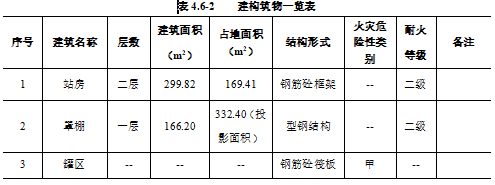 表 4.6-2 建构筑物一览表
序号 建筑名称 层数 建筑面积（m²） 占地面积（m²） 结构形式 火灾危险性类别 耐火等级 备注
1 站房 二层 299.82 169.41 钢筋砼框架 -- 二级
2 罩棚 一层 166.20 332.40（投影面积） 型钢结构 -- 二级
3 罐区 -- -- -- 钢筋砼筏板 甲 --